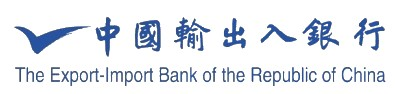 中國輸出入銀行
The Export-Import Bank of the Republic of China